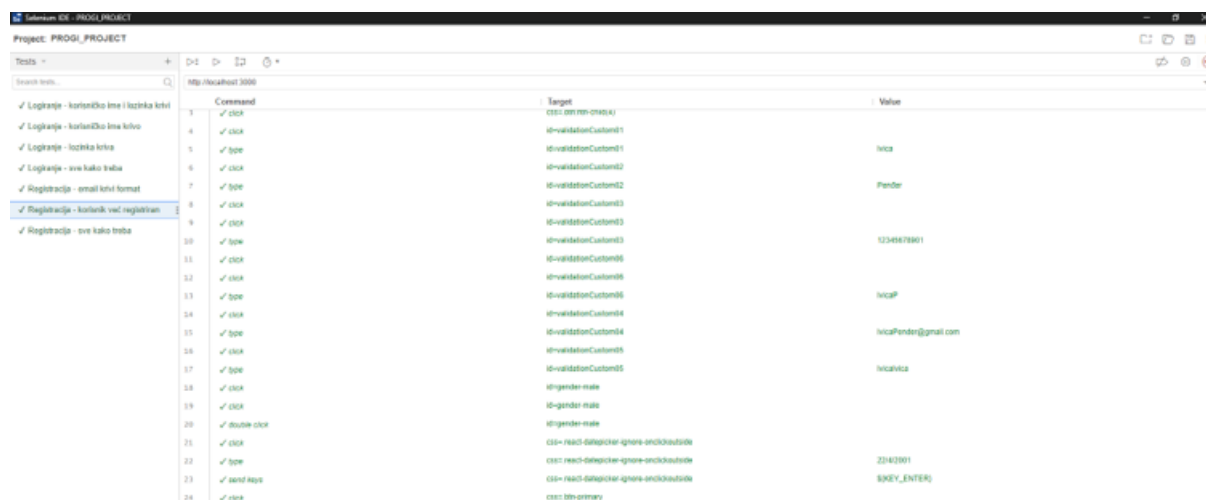 Selenium IDE - PROGI_PROJECT
Project: PROGI_PROJECT
Tests
Search tests...
http://localhost:3000
✓ Logiranje - korisničko ime i lozinka krivi
✓ Logiranje - korisničko ime krivo
✓ Logiranje - lozinka kriva
✓ Logiranje - sve kako treba
✓ Registracija - email krivi format
✓ Registracija - korisnik već registriran
✓ Registracija - sve kako treba
Command Target Value
3 ✓ click
4 ✓ click id=validationCustom01
5 ✓ type id=validationCustom01 Ivica
6 ✓ click id=validationCustom02
7 ✓ type id=validationCustom02 Pender
8 ✓ click id=validationCustom03
9 ✓ click id=validationCustom03
10 ✓ type id=validationCustom03 12345678901
11 ✓ click id=validationCustom06
12 ✓ click id=validationCustom06
13 ✓ type id=validationCustom06 IvicaP
14 ✓ click id=validationCustom04
15 ✓ type id=validationCustom04 IvicaPender@gmail.com
16 ✓ click id=validationCustom05
17 ✓ type id=validationCustom05 IvicaIvica
18 ✓ click id=gender-male
19 ✓ click id=gender-male
20 ✓ double click id=gender-male
21 ✓ click css=.react-datepicker-ignore-onclickoutside
22 ✓ type css=.react-datepicker-ignore-onclickoutside 22/4/2001
23 ✓ send keys css=.react-datepicker-ignore-onclickoutside ${KEY_ENTER}
24 ✓ click css=.btn-primary